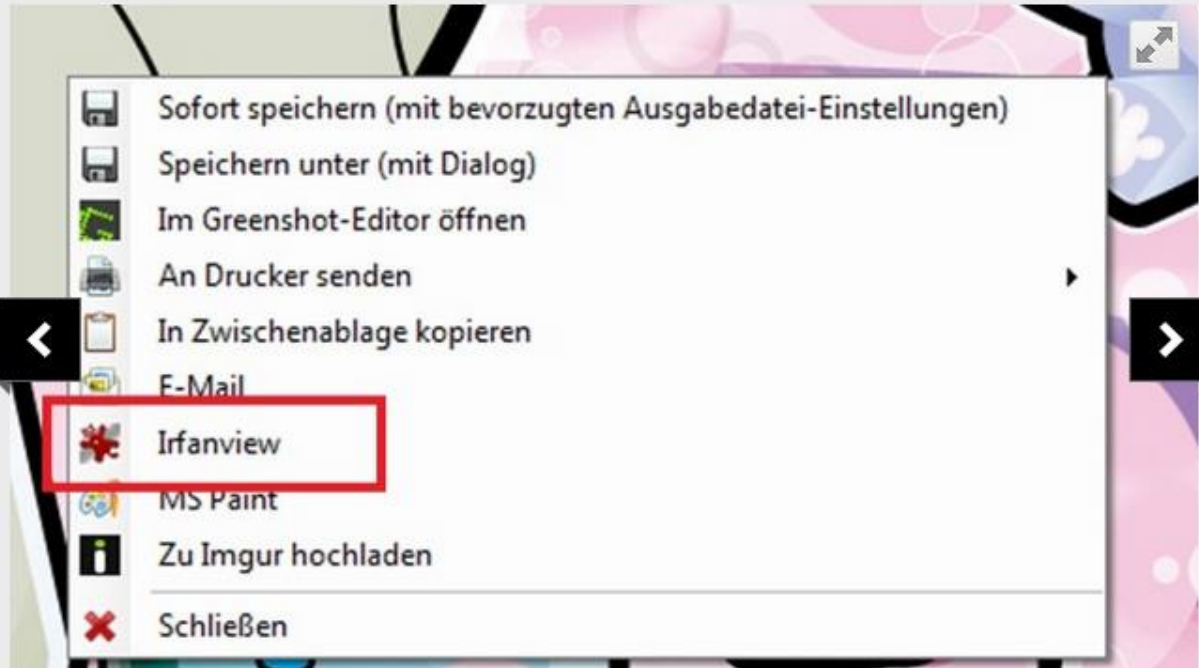 Sofort speichern (mit bevorzugten Ausgabedatei-Einstellungen)
Speichern unter (mit Dialog)
Im Greenshot-Editor öffnen
An Drucker senden
In Zwischenablage kopieren
E-Mail
Irfanview
MS Paint
Zu Imgur hochladen
Schließen